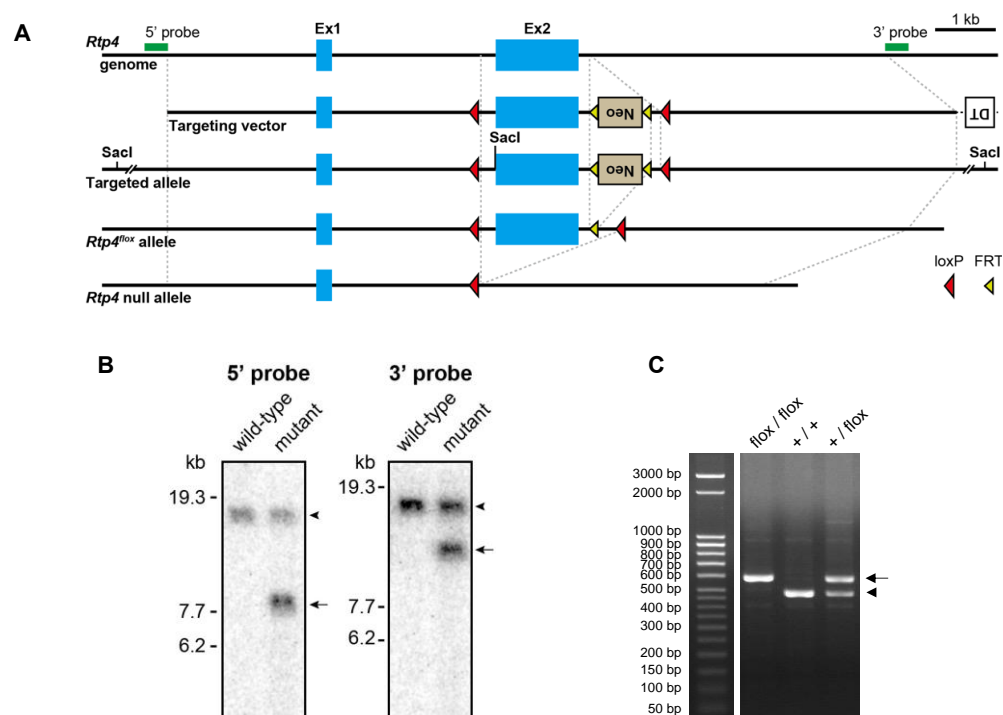 A
5' probe
Ex1
Ex2
3' probe
1 kb
Rtp4
genome
Targeting vector
Neo
DT
SacI
SacI
SacI
Targeted allele
Neo
Rtp4flox allele
loxP
FRT
Rtp4 null allele
B
5' probe
3' probe
wild-type
mutant
wild-type
mutant
kb
kb
19.3 -
19.3 -
7.7 -
7.7 -
6.2 -
6.2 -
C
flox / flox
+ / +
+ / flox
3000 bp
2000 bp
1000 bp
900 bp
800 bp
700 bp
600 bp
500 bp
400 bp
300 bp
200 bp
150 bp
100 bp
50 bp